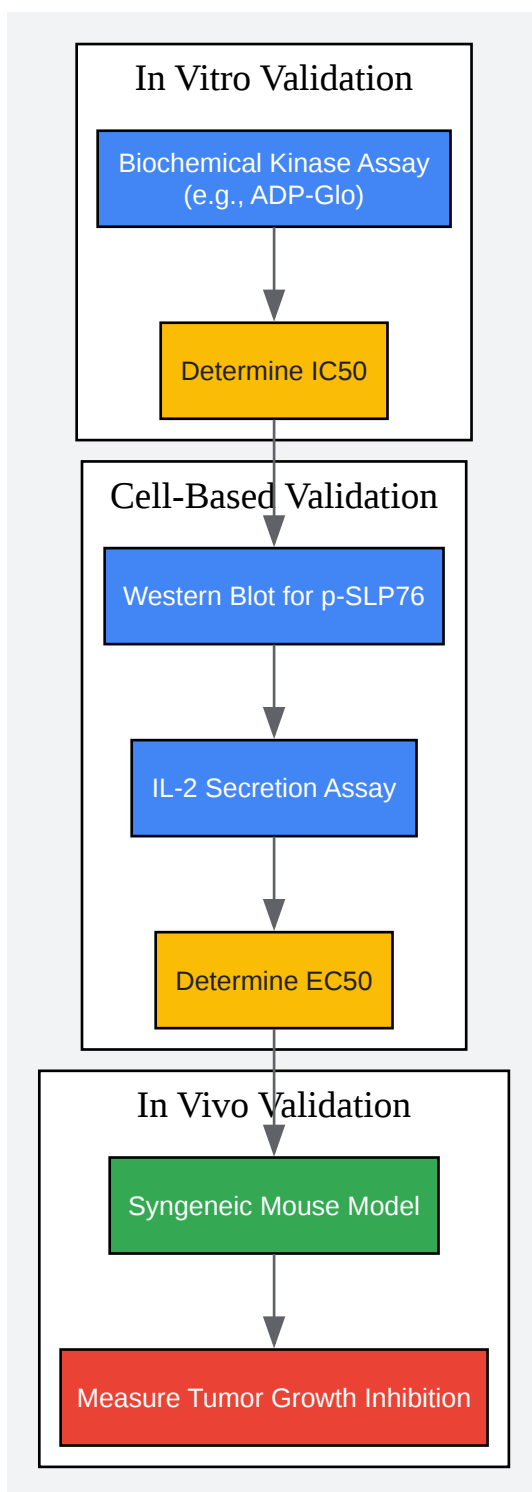 In Vitro Validation
Biochemical Kinase Assay
(e.g., ADP-Glo)
Determine IC50
Cell-Based Validation
Western Blot for p-SLP76
IL-2 Secretion Assay
Determine EC50
In Vivo Validation
Syngeneic Mouse Model
Measure Tumor Growth Inhibition